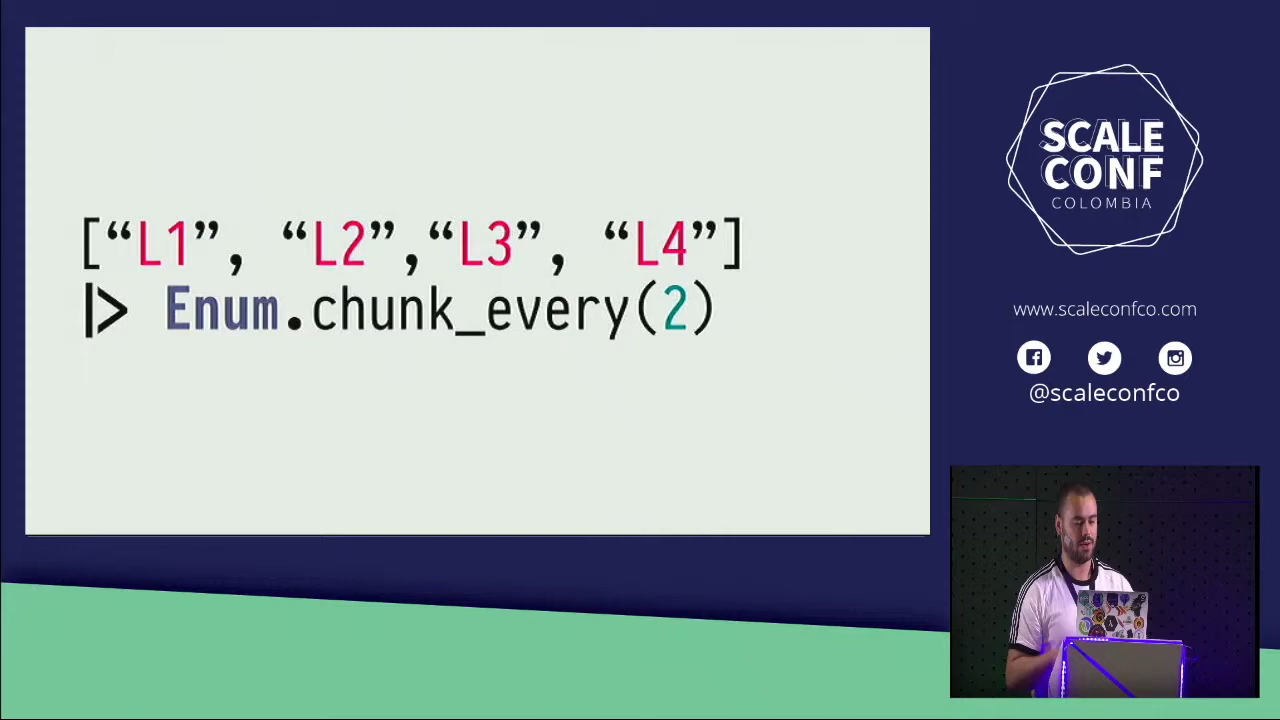 [“L1”, “L2”,“L3”, “L4”]
|> Enum.chunk_every(2)
SCALE
CONF
COLOMBIA
www.scaleconfco.com
@scaleconfco